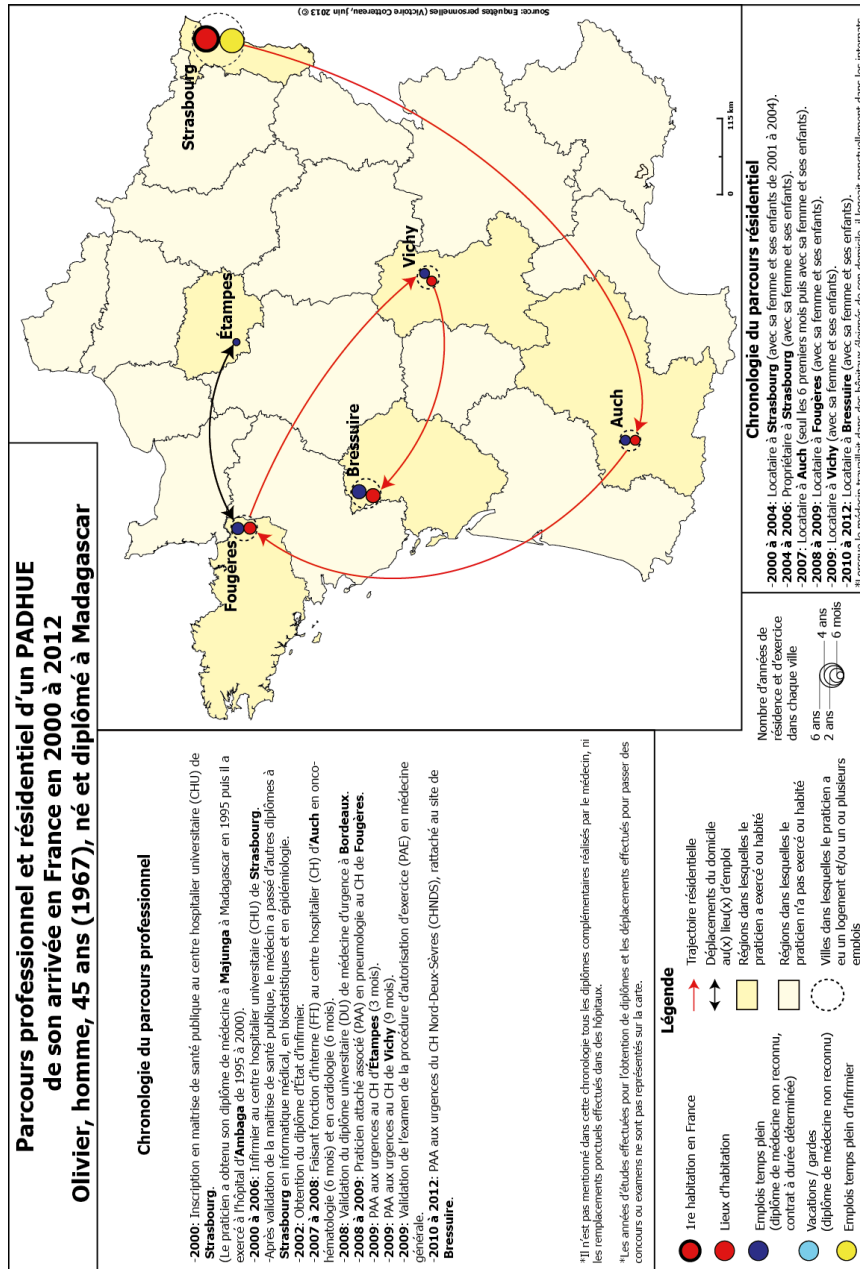 Parcours professionnel et résidentiel d'un PADHUE
de son arrivée en France en 2000 à 2012
Olivier, homme, 45 ans (1967), né et diplômé à Madagascar
Chronologie du parcours professionnel
-2000: Inscription en maîtrise de santé publique au centre hospitalier universitaire (CHU) de
Strasbourg.
(Le praticien a obtenu son diplôme de médecine à Majunga à Madagascar en 1995 puis il a
exercé à l'hôpital d'Ambaga de 1995 à 2000).
-2000 à 2006: Infirmier au centre hospitalier universitaire (CHU) de Strasbourg.
-Après validation de la maîtrise de santé publique, le médecin a passé d'autres diplômes à
Strasbourg en informatique médical, en biostatistiques et en épidémiologie.
-2002: Obtention du diplôme d'État d'infirmier.
-2007 à 2008: Faisant fonction d'interne (FFI) au centre hospitalier (CH) d'Auch en onco-
hématologie (6 mois) et en cardiologie (6 mois).
-2008: Validation du diplôme universitaire (DU) de médecine d'urgence à Bordeaux.
-2008 à 2009: Praticien attaché associé (PAA) en pneumologie au CH de Fougères.
-2009: PAA aux urgences au CH d'Étampes (3 mois).
-2009: PAA aux urgences au CH de Vichy (9 mois).
-2009: Validation de l'examen de la procédure d'autorisation d'exercice (PAE) en médecine
générale.
-2010 à 2012: PAA aux urgences du CH Nord-Deux-Sèvres (CHNDS), rattaché au site de
Bressuire.
*Il n'est pas mentionné dans cette chronologie tous les diplômes complémentaires réalisés par le médecin, ni
les remplacements ponctuels effectués dans des hôpitaux.
*Les années d'études effectuées pour l'obtention de diplômes et les déplacements effectués pour passer des
concours ou examens ne sont pas représentés sur la carte.
Strasbourg
Étampes
Fougères
Vichy
Bressuire
Auch
0
115 km
Source: Enquêtes personnelles (Victoire Cottereau, juin 2013 ©)
Légende
1re habitation en France
Lieux d'habitation
Emplois temps plein
(diplôme de médecine non reconnu,
contrat à durée déterminée)
Vacations / gardes
(diplôme de médecine non reconnu)
Emplois temps plein d'infirmier
Trajectoire résidentielle
Déplacements du domicile
au(x) lieu(x) d'emploi
Régions dans lesquelles le
praticien a exercé ou habité
Régions dans lesquelles le
praticien n'a pas exercé ou habité
Villes dans lesquelles le praticien a
eu un logement et/ou un ou plusieurs
emplois
Nombre d'années de
résidence et d'exercice
dans chaque ville
6 ans
2 ans
4 ans
6 mois
Chronologie du parcours résidentiel
-2000 à 2004: Locataire à Strasbourg (avec sa femme et ses enfants de 2001 à 2004).
-2004 à 2006: Propriétaire à Strasbourg (avec sa femme et ses enfants).
-2007: Locataire à Auch (seul les 6 premiers mois puis avec sa femme et ses enfants).
-2008 à 2009: Locataire à Fougères (avec sa femme et ses enfants).
-2009: Locataire à Vichy (avec sa femme et ses enfants).
-2010 à 2012: Locataire à Bressuire (avec sa femme et ses enfants).